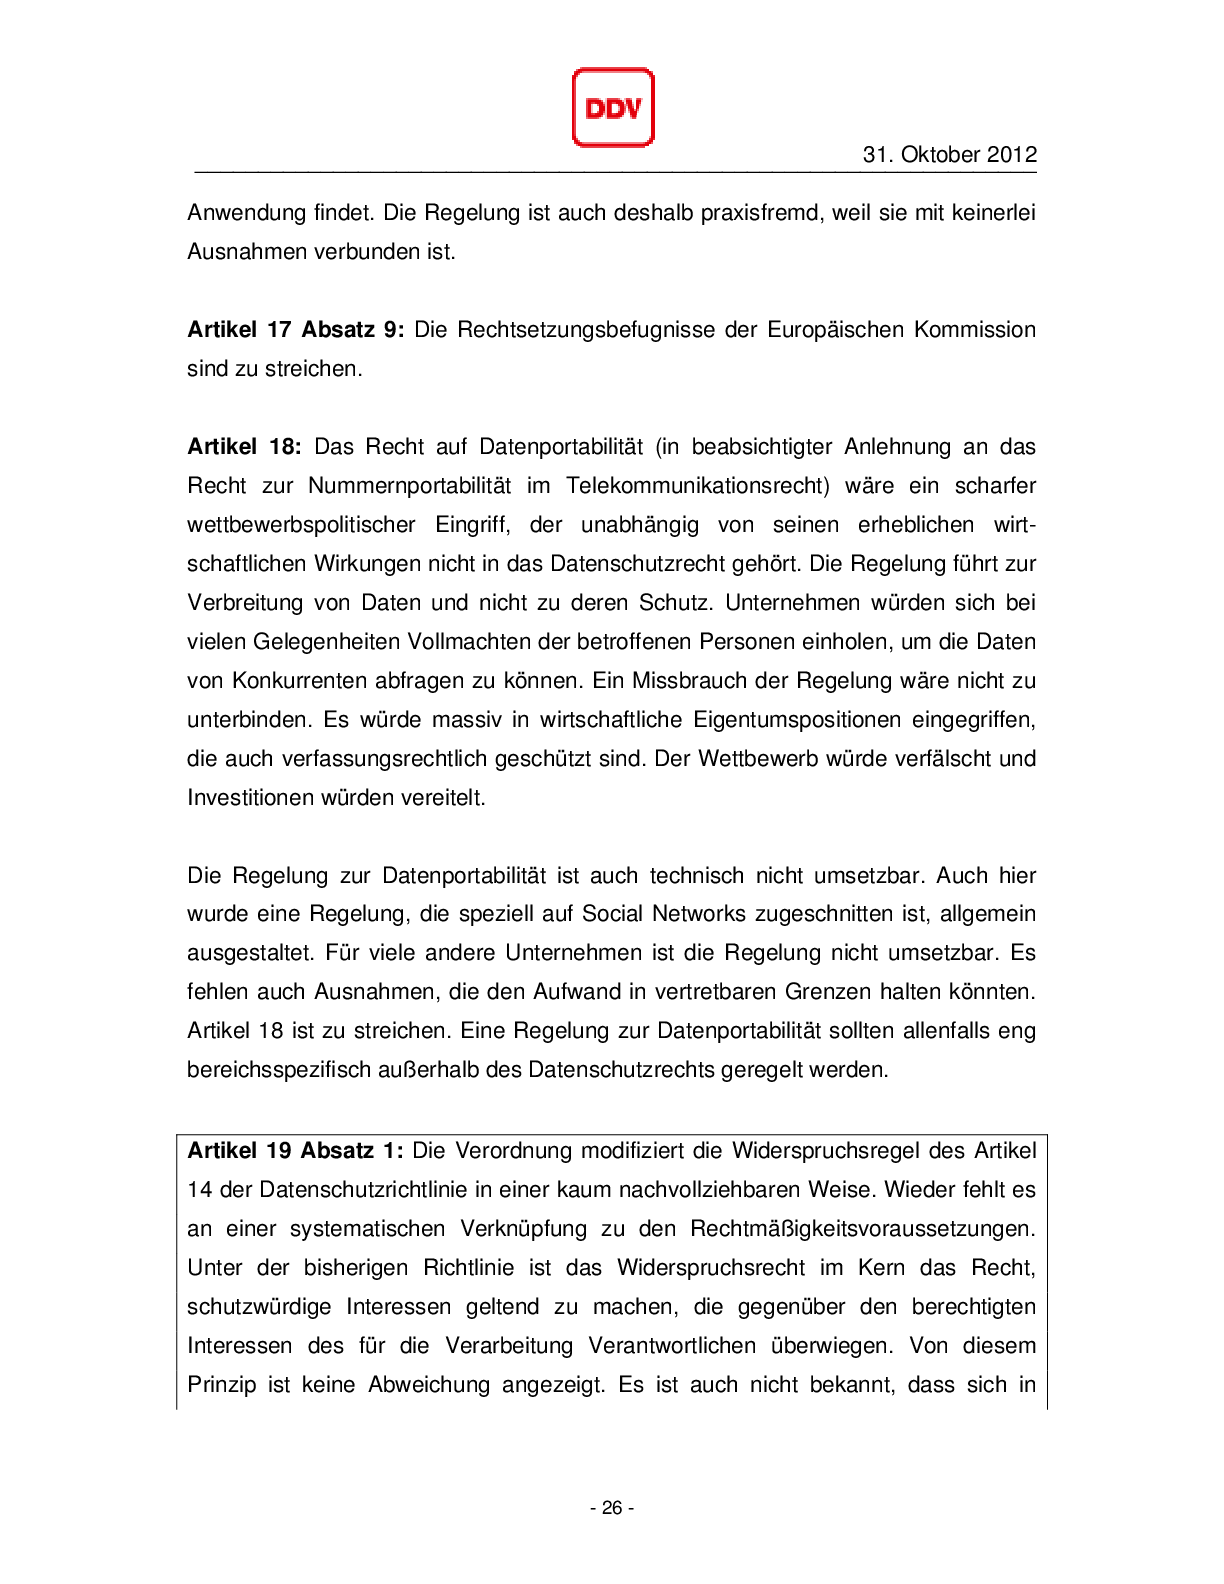 DDV
31. Oktober 2012
Anwendung findet. Die Regelung ist auch deshalb praxisfremd, weil sie mit keinerlei
Ausnahmen verbunden ist.
Artikel 17 Absatz 9: Die Rechtsetzungsbefugnisse der Europäischen Kommission
sind zu streichen.
Artikel 18: Das Recht auf Datenportabilität (in beabsichtigter Anlehnung an das
Recht zur Nummernportabilität im Telekommunikationsrecht) wäre ein scharfer
wettbewerbspolitischer Eingriff, der unabhängig von seinen erheblichen wirt-
schaftlichen Wirkungen nicht in das Datenschutzrecht gehört. Die Regelung führt zur
Verbreitung von Daten und nicht zu deren Schutz. Unternehmen würden sich bei
vielen Gelegenheiten Vollmachten der betroffenen Personen einholen, um die Daten
von Konkurrenten abfragen zu können. Ein Missbrauch der Regelung wäre nicht zu
unterbinden. Es würde massiv in wirtschaftliche Eigentumspositionen eingegriffen,
die auch verfassungsrechtlich geschützt sind. Der Wettbewerb würde verfälscht und
Investitionen würden vereitelt.
Die Regelung zur Datenportabilität ist auch technisch nicht umsetzbar. Auch hier
wurde eine Regelung, die speziell auf Social Networks zugeschnitten ist, allgemein
ausgestaltet. Für viele andere Unternehmen ist die Regelung nicht umsetzbar. Es
fehlen auch Ausnahmen, die den Aufwand in vertretbaren Grenzen halten könnten.
Artikel 18 ist zu streichen. Eine Regelung zur Datenportabilität sollten allenfalls eng
bereichsspezifisch außerhalb des Datenschutzrechts geregelt werden.
Artikel 19 Absatz 1: Die Verordnung modifiziert die Widerspruchsregel des Artikel
14 der Datenschutzrichtlinie in einer kaum nachvollziehbaren Weise. Wieder fehlt es
an einer systematischen Verknüpfung zu den Rechtmäßigkeitsvoraussetzungen.
Unter der bisherigen Richtlinie ist das Widerspruchsrecht im Kern das Recht,
schutzwürdige Interessen geltend zu machen, die gegenüber den berechtigten
Interessen des für die Verarbeitung Verantwortlichen überwiegen. Von diesem
Prinzip ist keine Abweichung angezeigt. Es ist auch nicht bekannt, dass sich in
- 26 -